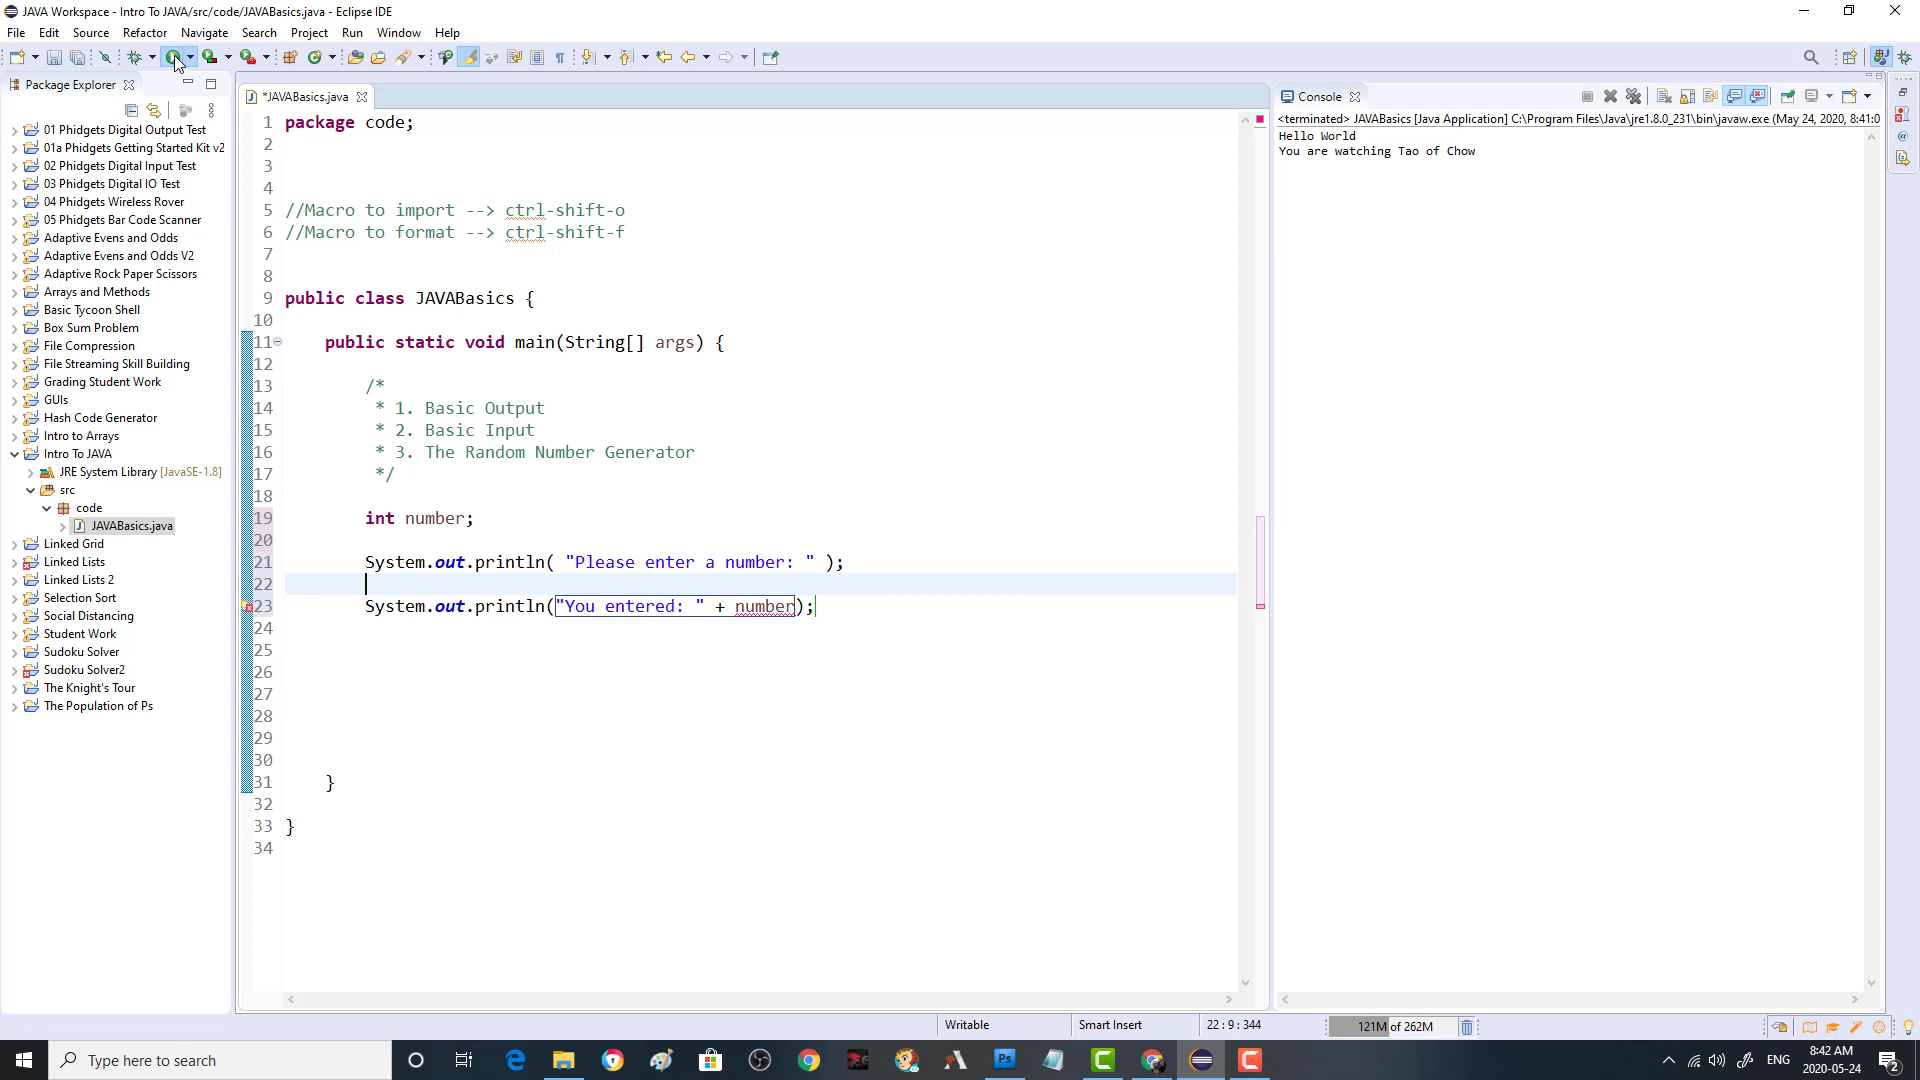 JAVA Workspace - Intro To JAVA/src/code/JAVABasics.java - Eclipse IDE
File Edit Source Refactor Navigate Search Project Run Window Help
Package Explorer
*JAVABasics.java
Console
01 Phidgets Digital Output Test
01a Phidgets Getting Started Kit v2
02 Phidgets Digital Input Test
03 Phidgets Digital IO Test
04 Phidgets Wireless Rover
05 Phidgets Bar Code Scanner
Adaptive Evens and Odds
Adaptive Evens and Odds V2
Adaptive Rock Paper Scissors
Arrays and Methods
Basic Tycoon Shell
Box Sum Problem
File Compression
File Streaming Skill Building
Grading Student Work
GUIs
Hash Code Generator
Intro to Arrays
Intro To JAVA
JRE System Library [JavaSE-1.8]
src
code
JAVABasics.java
Linked Grid
Linked Lists
Linked Lists 2
Selection Sort
Social Distancing
Student Work
Sudoku Solver
Sudoku Solver2
The Knight's Tour
The Population of Ps
1 package code;
2
3
4
5 //Macro to import --> ctrl-shift-o
6 //Macro to format --> ctrl-shift-f
7
8
9 public class JAVABasics {
10
11 public static void main(String[] args) {
12
13 /*
14 * 1. Basic Output
15 * 2. Basic Input
16 * 3. The Random Number Generator
17 */
18
19 int number;
20
21 System.out.println( "Please enter a number: " );
22
23 System.out.println("You entered: " + number);
24
25
26
27
28
29
30
31 }
32
33 }
34
<terminated> JAVABasics [Java Application] C:\Program Files\Java\jre1.8.0_231\bin\javaw.exe (May 24, 2020, 8:41:0
Hello World
You are watching Tao of Chow
Writable
Smart Insert
22 : 9 : 344
121M of 262M
Type here to search
Ps
ENG
8:42 AM
2020-05-24
2